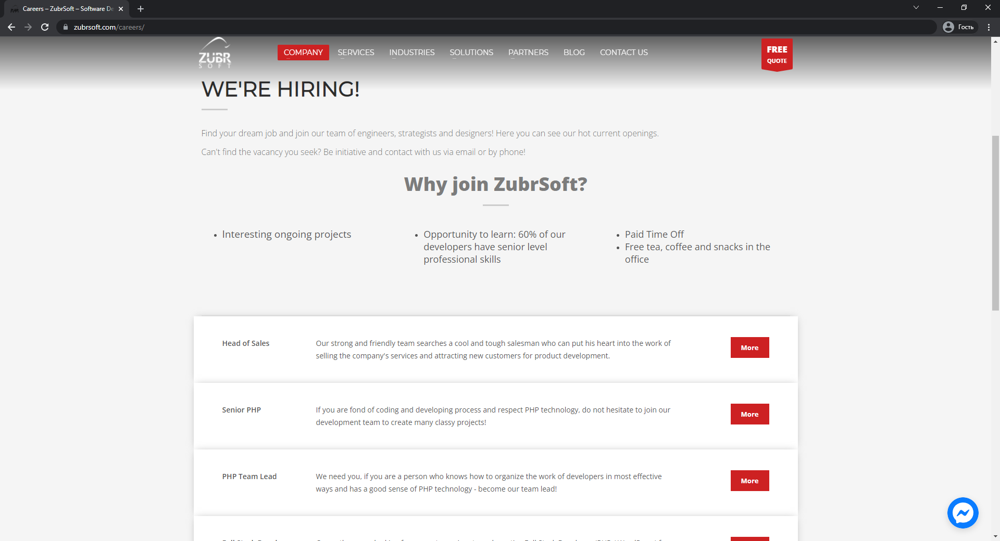 Careers – ZubrSoft – Software De
zubrsoft.com/careers/
Гость
ZUBR
SOFT
COMPANY
SERVICES
INDUSTRIES
SOLUTIONS
PARTNERS
BLOG
CONTACT US
FREE
QUOTE
WE'RE HIRING!
Find your dream job and join our team of engineers, strategists and designers! Here you can see our hot current openings.
Can't find the vacancy you seek? Be initiative and contact with us via email or by phone!
Why join ZubrSoft?
Interesting ongoing projects
Opportunity to learn: 60% of our
developers have senior level
professional skills
Paid Time Off
Free tea, coffee and snacks in the
office
Head of Sales
Our strong and friendly team searches a cool and tough salesman who can put his heart into the work of
selling the company's services and attracting new customers for product development.
More
Senior PHP
If you are fond of coding and developing process and respect PHP technology, do not hesitate to join our
development team to create many classy projects!
More
PHP Team Lead
We need you, if you are a person who knows how to organize the work of developers in most effective
ways and has a good sense of PHP technology - become our team lead!
More